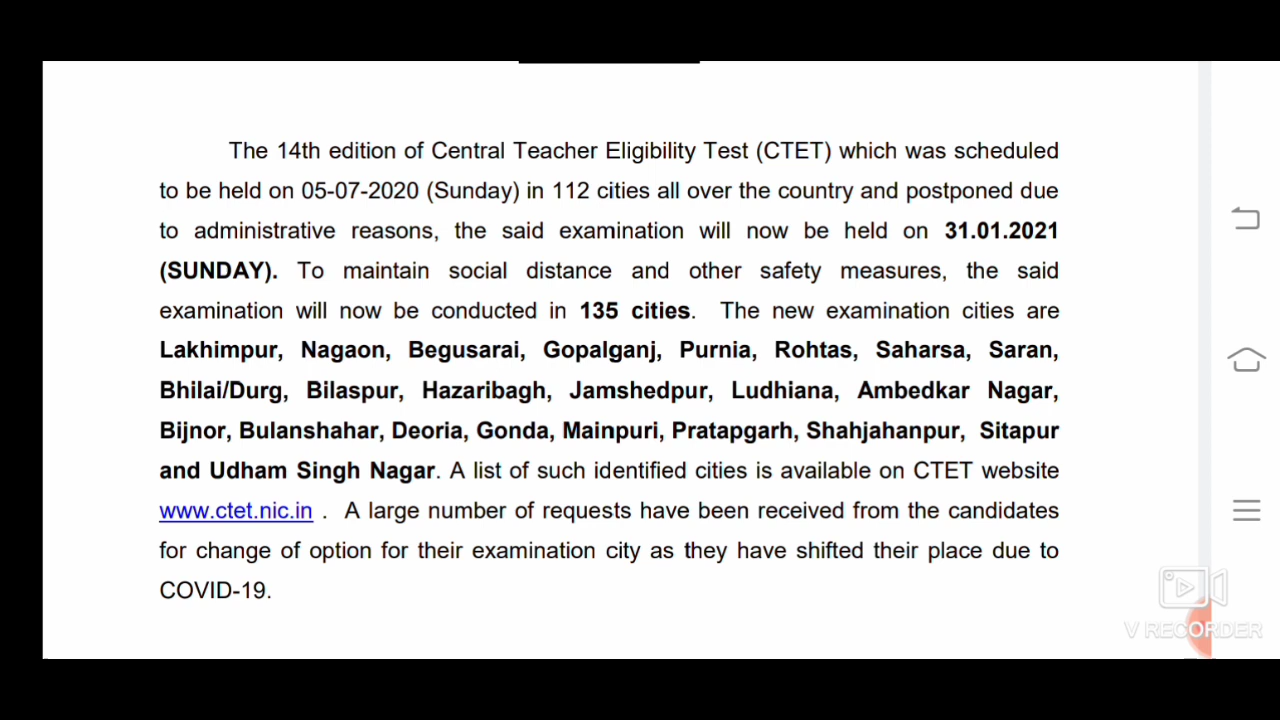 The 14th edition of Central Teacher Eligibility Test (CTET) which was scheduled
to be held on 05-07-2020 (Sunday) in 112 cities all over the country and postponed due
to administrative reasons, the said examination will now be held on 31.01.2021
(SUNDAY). To maintain social distance and other safety measures, the said
examination will now be conducted in 135 cities. The new examination cities are
Lakhimpur, Nagaon, Begusarai, Gopalganj, Purnia, Rohtas, Saharsa, Saran,
Bhilai/Durg, Bilaspur, Hazaribagh, Jamshedpur, Ludhiana, Ambedkar Nagar,
Bijnor, Bulanshahar, Deoria, Gonda, Mainpuri, Pratapgarh, Shahjahanpur, Sitapur
and Udham Singh Nagar. A list of such identified cities is available on CTET website
www.ctet.nic.in . A large number of requests have been received from the candidates
for change of option for their examination city as they have shifted their place due to
COVID-19.
V RECORDER